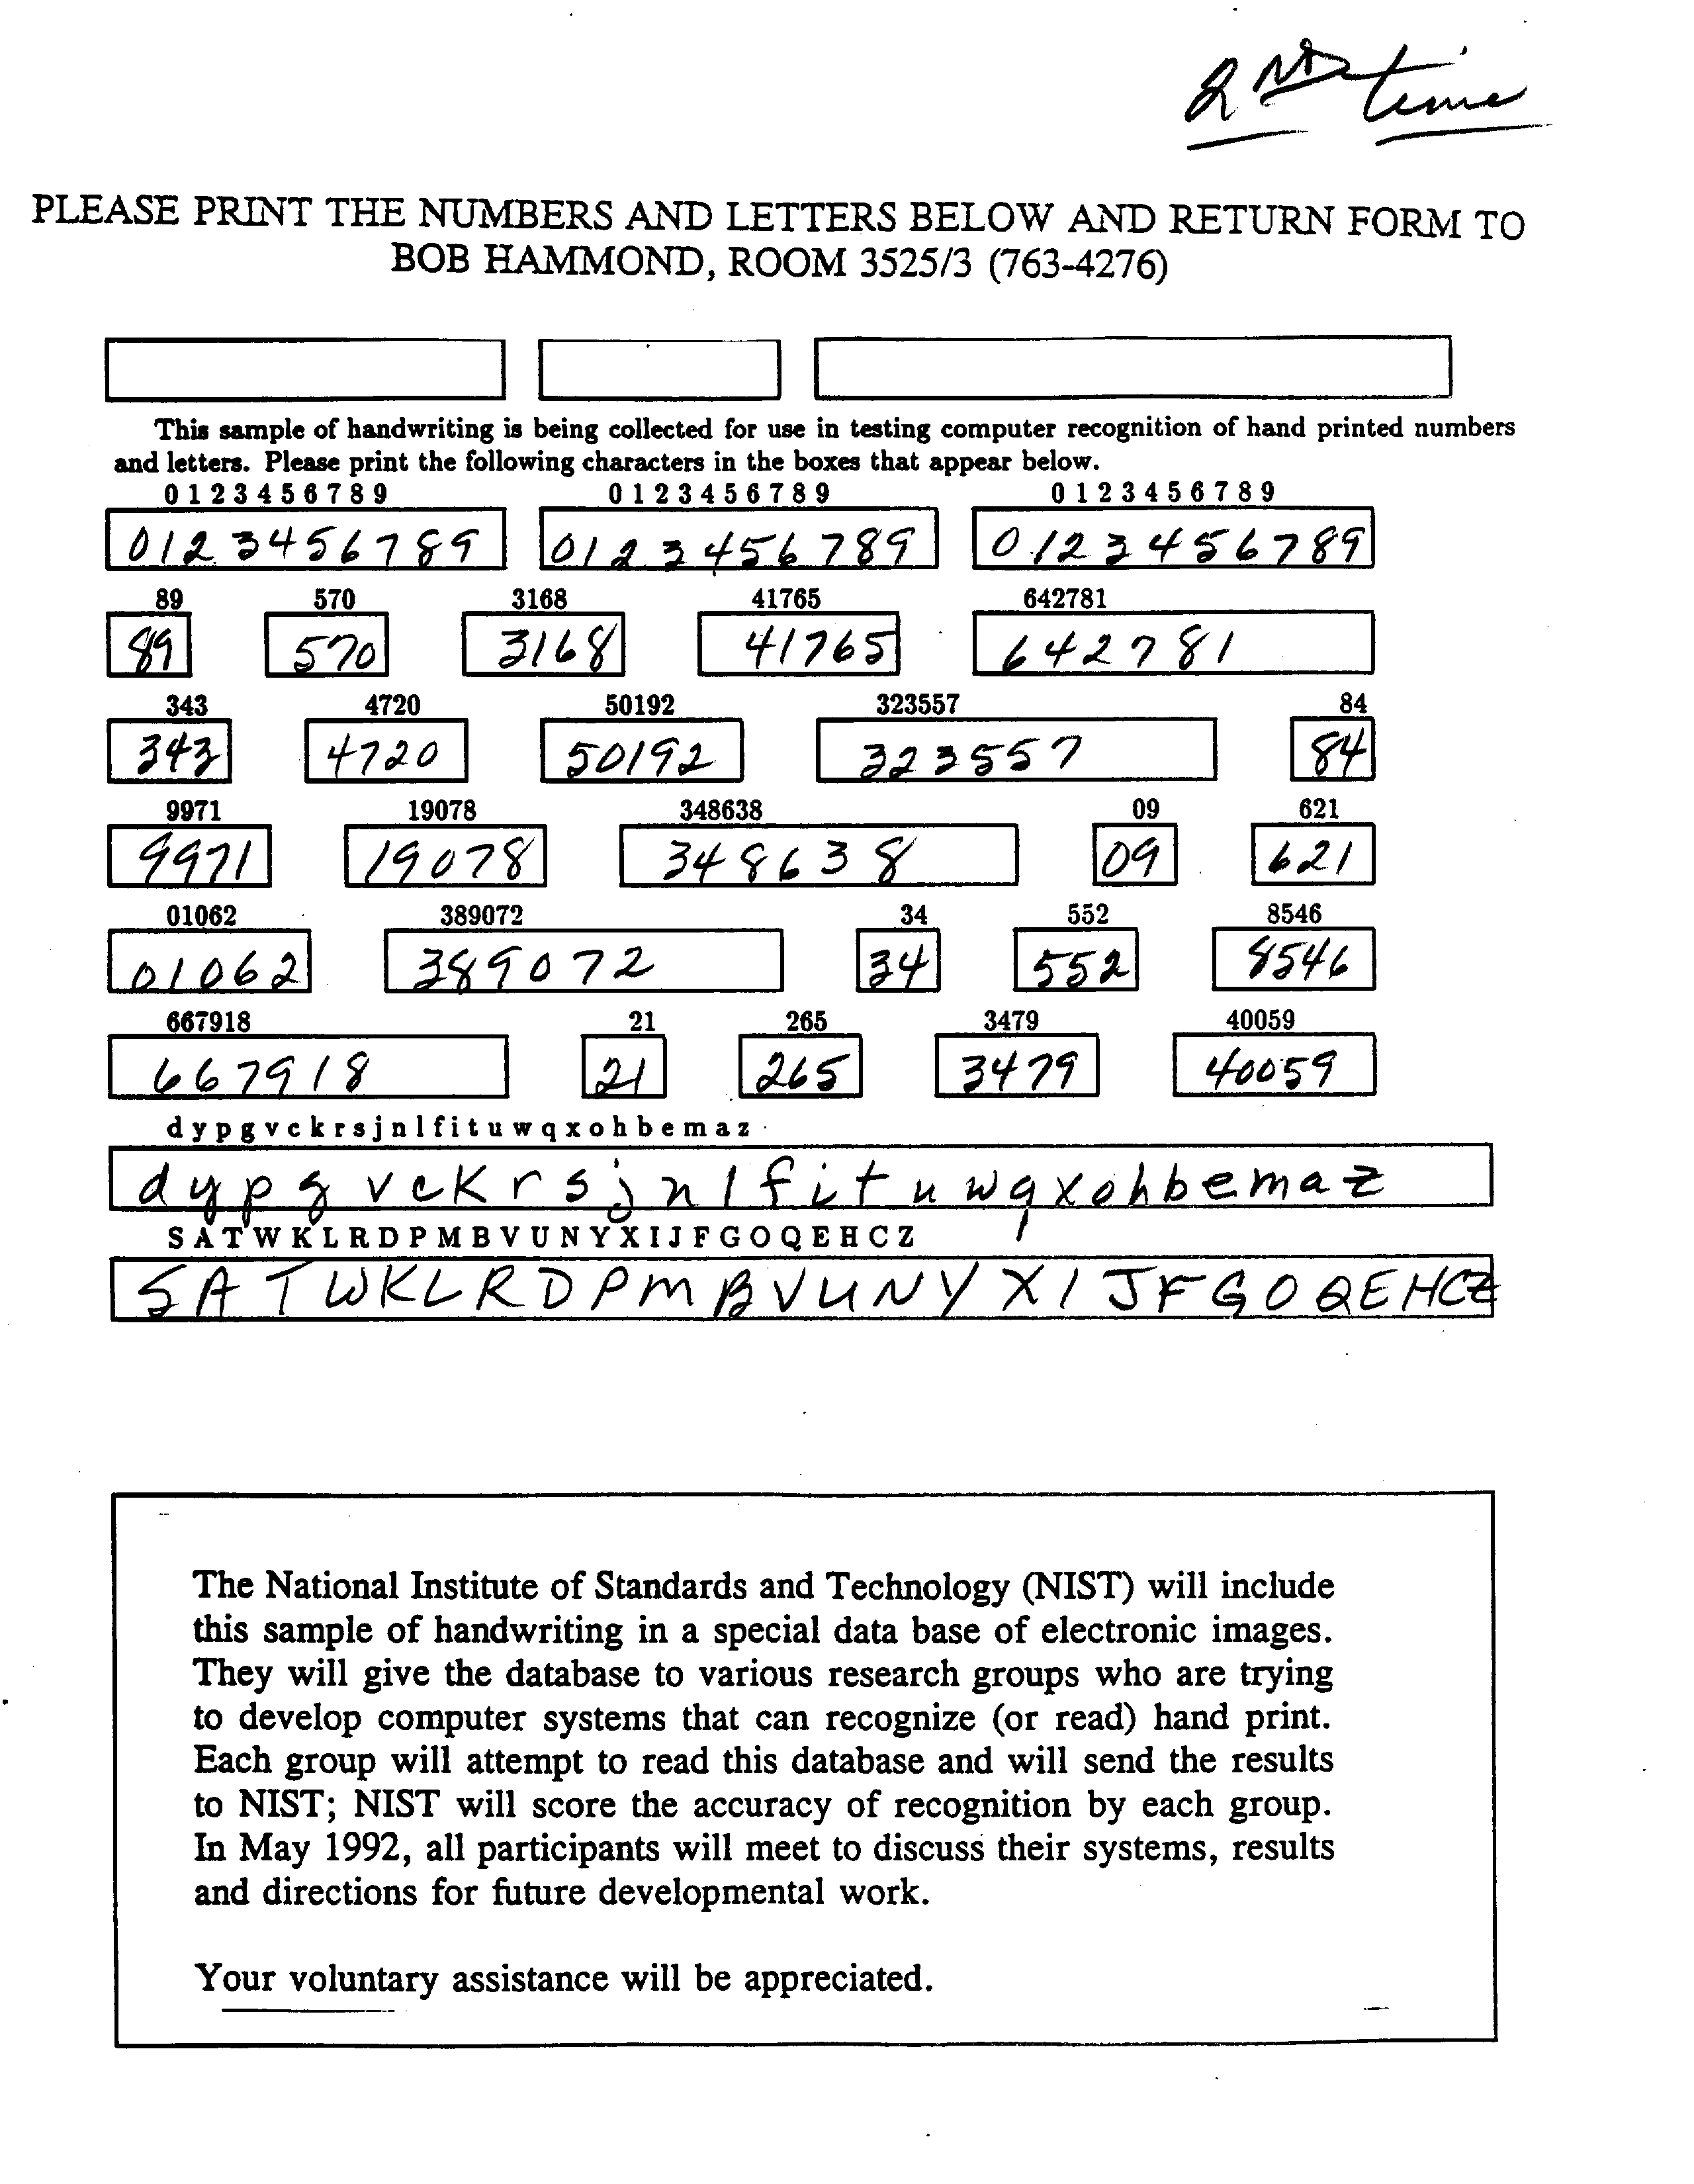 2ND time
PLEASE PRINT THE NUMBERS AND LETTERS BELOW AND RETURN FORM TO
BOB HAMMOND, ROOM 3525/3 (763-4276)
This sample of handwriting is being collected for use in testing computer recognition of hand printed numbers
and letters. Please print the following characters in the boxes that appear below.
0 1 2 3 4 5 6 7 8 9 0 1 2 3 4 5 6 7 8 9 0 1 2 3 4 5 6 7 8 9
0123456789 0123456789 0123456789
89 570 3168 41765 642781
89 570 3168 41765 642781
343 4720 50192 323557 84
343 4720 50192 323557 84
9971 19078 348638 09 621
9971 19078 348638 09 621
01062 389072 34 552 8546
01062 389072 34 552 8546
667918 21 265 3479 40059
667918 21 265 3479 40059
d y p g v c k r s j n l f i t u w q x o h b e m a z
d y p g v c K r s j n l f i t u w q x o h b e m a z
S A T W K L R D P M B V U N Y X I J F G O Q E H C Z
S A T W K L R D P M B V U N Y X I J F G O Q E H C Z
The National Institute of Standards and Technology (NIST) will include
this sample of handwriting in a special data base of electronic images.
They will give the database to various research groups who are trying
to develop computer systems that can recognize (or read) hand print.
Each group will attempt to read this database and will send the results
to NIST; NIST will score the accuracy of recognition by each group.
In May 1992, all participants will meet to discuss their systems, results
and directions for future developmental work.
Your voluntary assistance will be appreciated.